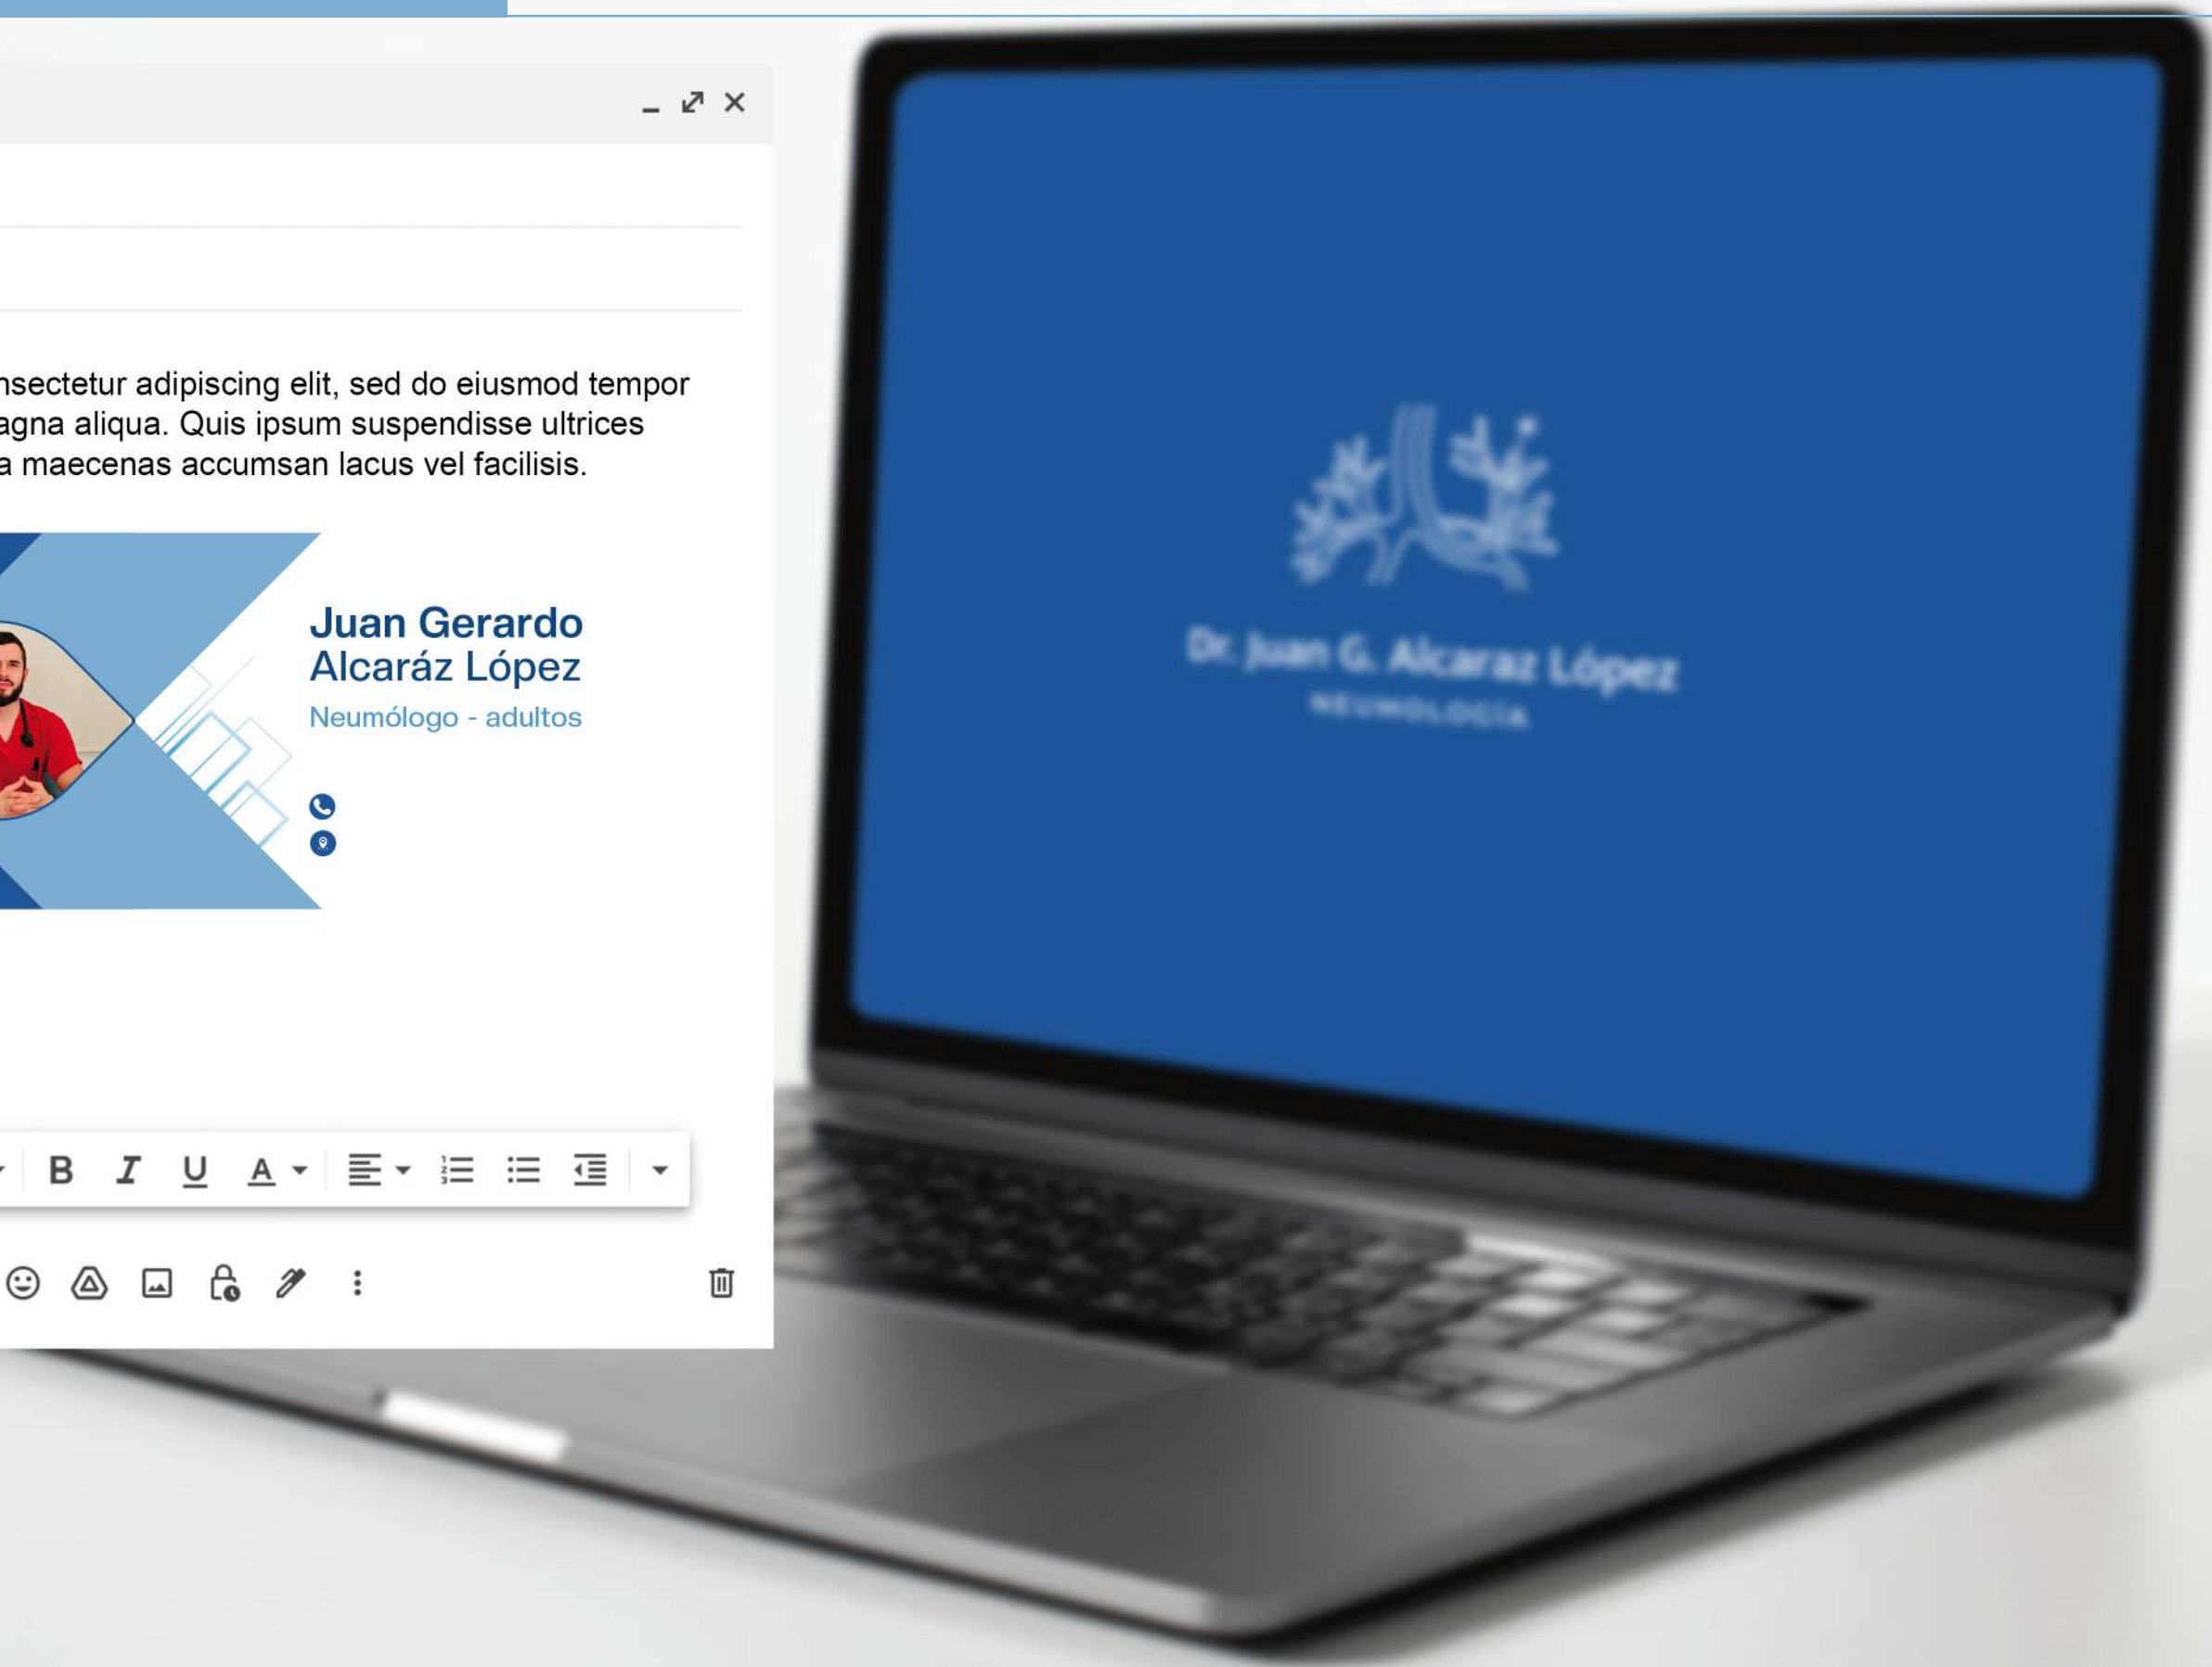 nsectetur adipiscing elit, sed do eiusmod tempor
agna aliqua. Quis ipsum suspendisse ultrices
a maecenas accumsan lacus vel facilisis.
Juan Gerardo
Alcaráz López
Neumólogo - adultos
B I U A
Dr. Juan G. Alcaraz López
NEUMOLOGÍA